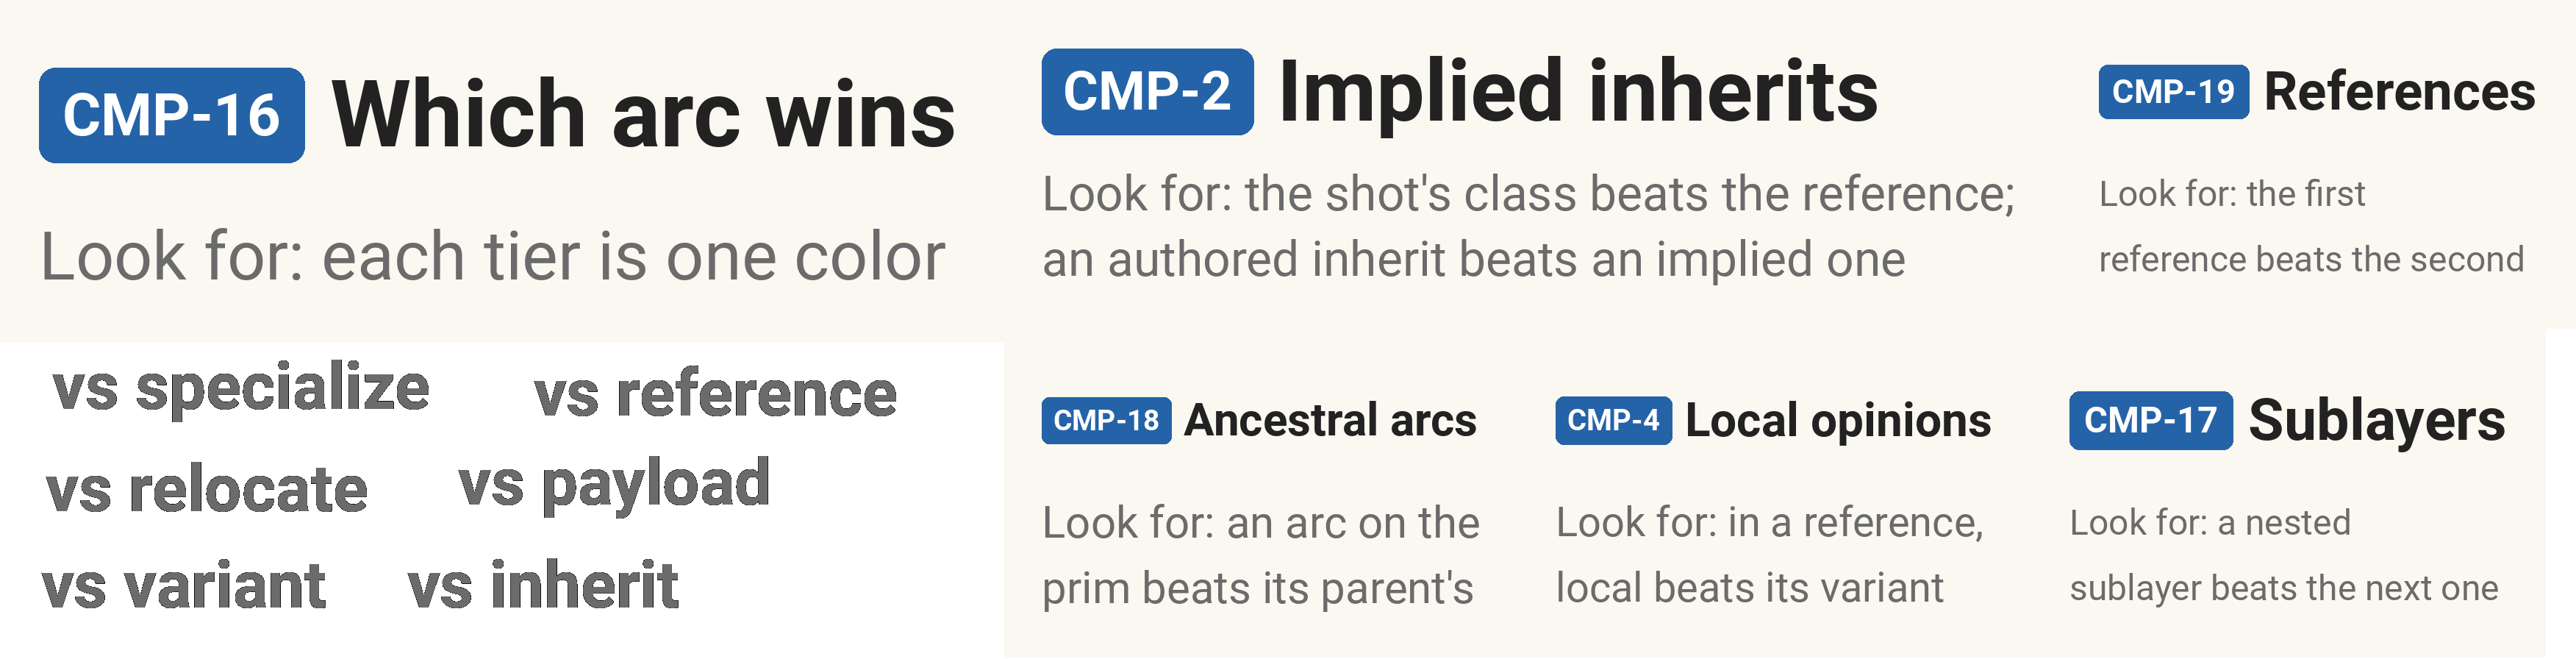 CMP-16 Which arc wins
Look for: each tier is one color
vs specialize
vs reference
vs relocate
vs payload
vs variant
vs inherit
CMP-2 Implied inherits
Look for: the shot's class beats the reference;
an authored inherit beats an implied one
CMP-19 References
Look for: the first
reference beats the second
CMP-18 Ancestral arcs
Look for: an arc on the
prim beats its parent's
CMP-4 Local opinions
Look for: in a reference,
local beats its variant
CMP-17 Sublayers
Look for: a nested
sublayer beats the next one